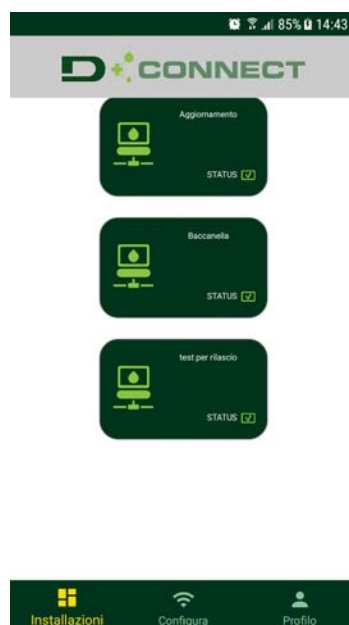 85% 14:43
D CONNECT
Aggiornamento
STATUS
Baccanella
STATUS
test per rilascio
STATUS
Installazioni Configura Profilo